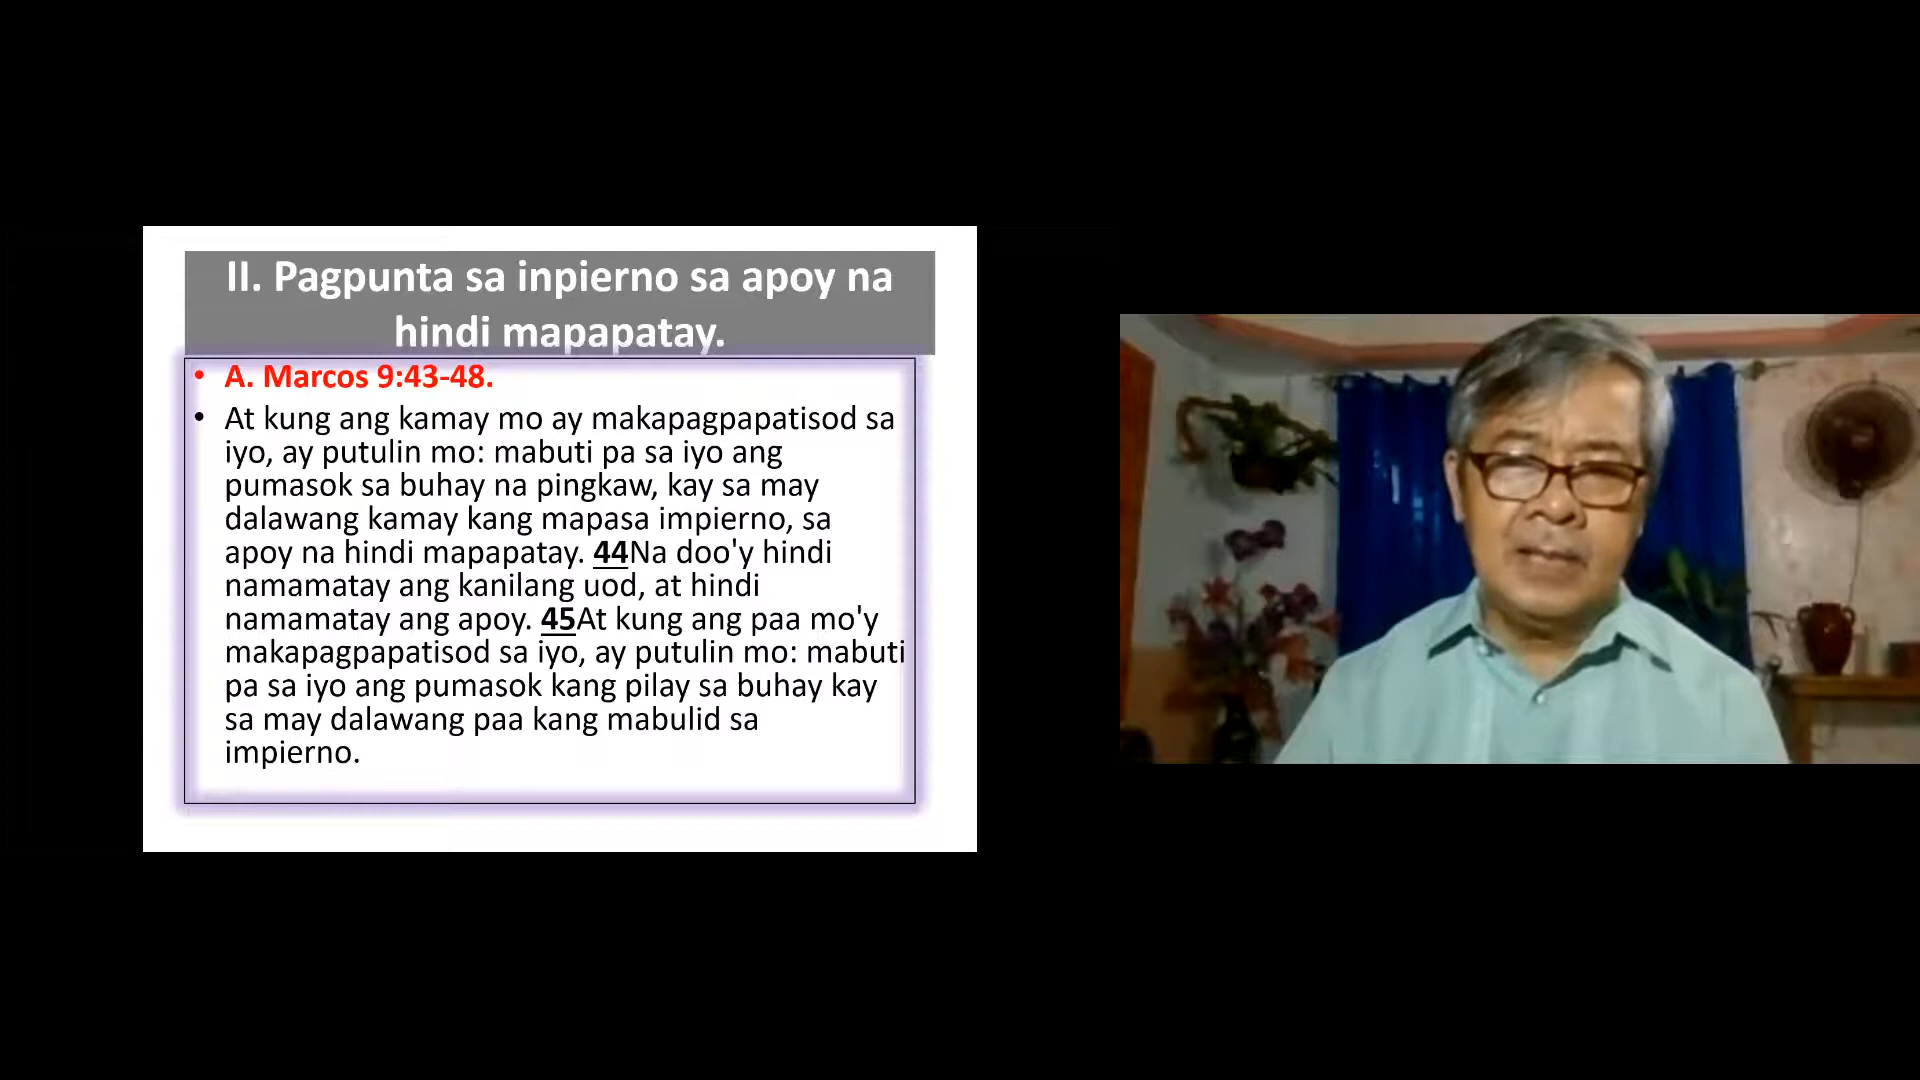 II. Pagpunta sa inpierno sa apoy na
hindi mapapatay.
• A. Marcos 9:43-48.
• At kung ang kamay mo ay makapagpapatisod sa
iyo, ay putulin mo: mabuti pa sa iyo ang
pumasok sa buhay na pingkaw, kay sa may
dalawang kamay kang mapasa impierno, sa
apoy na hindi mapapatay. 44Na doo'y hindi
namamatay ang kanilang uod, at hindi
namamatay ang apoy. 45At kung ang paa mo'y
makapagpapatisod sa iyo, ay putulin mo: mabuti
pa sa iyo ang pumasok kang pilay sa buhay kay
sa may dalawang paa kang mabulid sa
impierno.